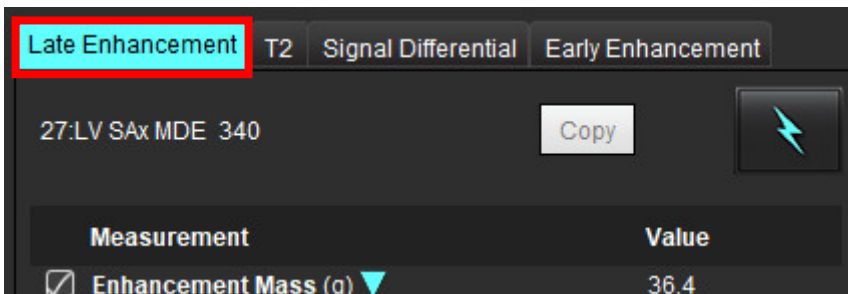 Late Enhancement T2 Signal Differential Early Enhancement
27:LV SAx MDE 340 Copy
Measurement Value
Enhancement Mass (g) 36.4